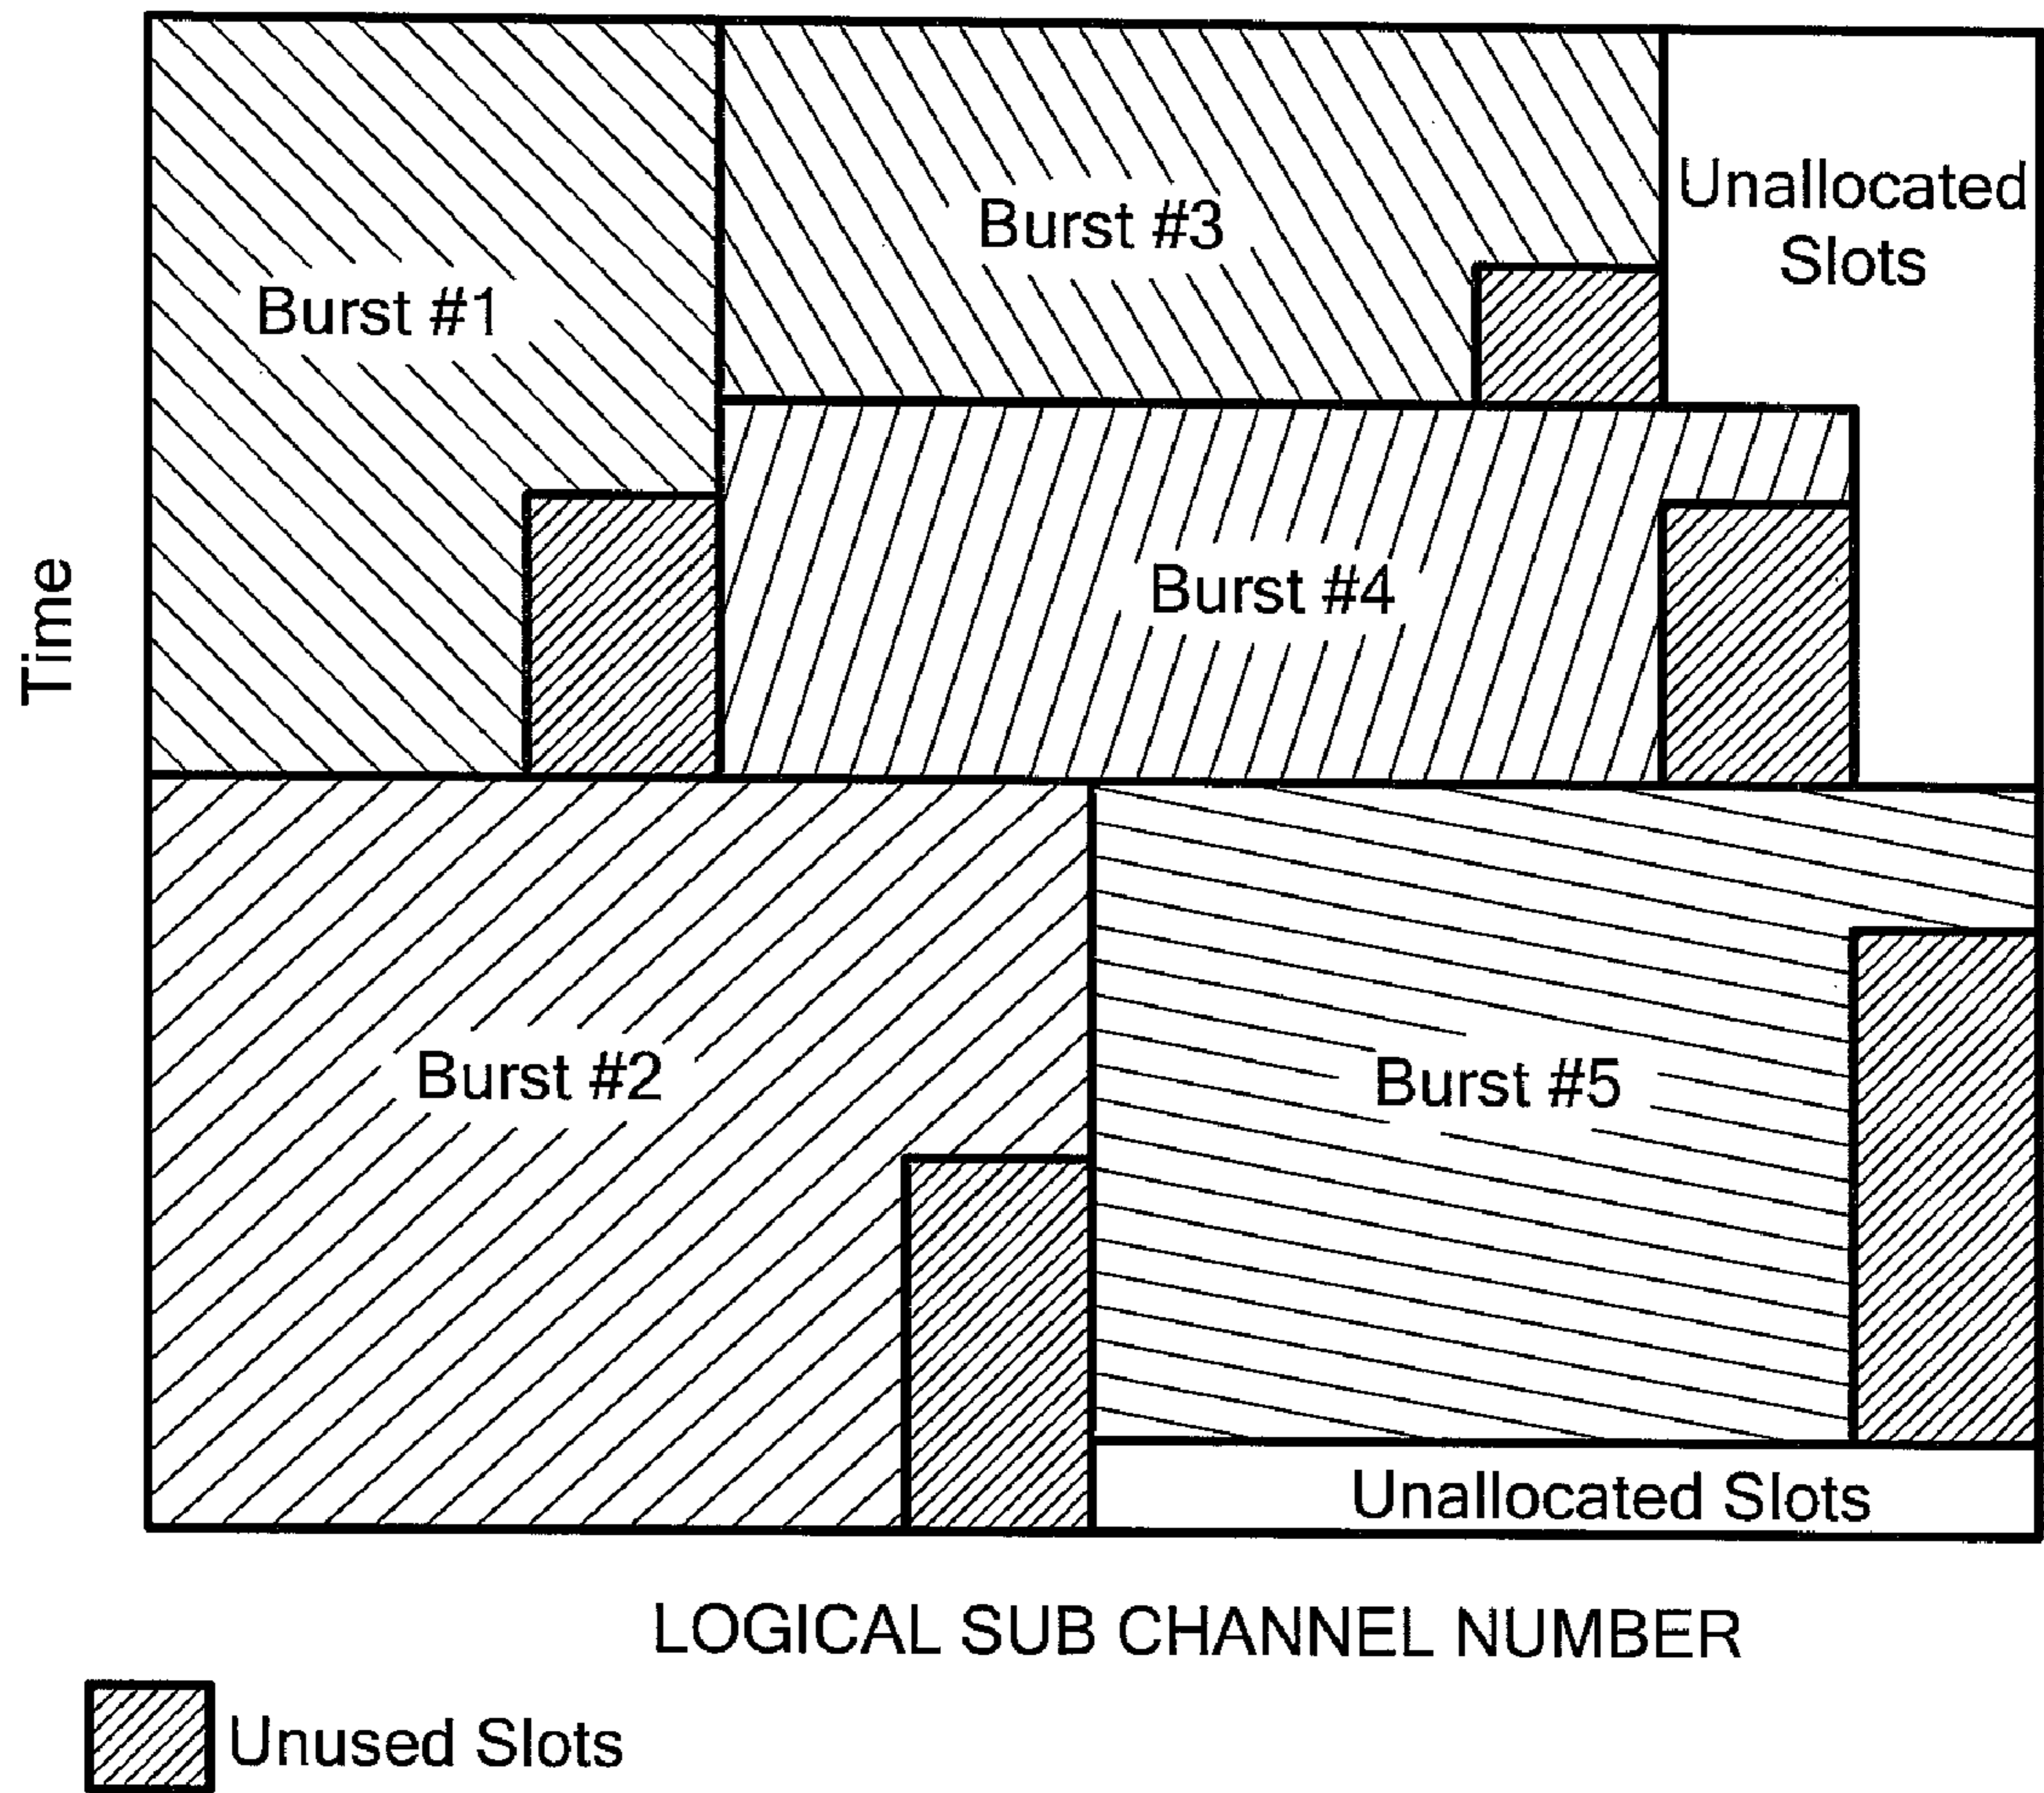 Burst #1
Burst #3
Unallocated
Slots
Burst #4
Time
Burst #2
Burst #5
Unallocated Slots
LOGICAL SUB CHANNEL NUMBER
Unused Slots